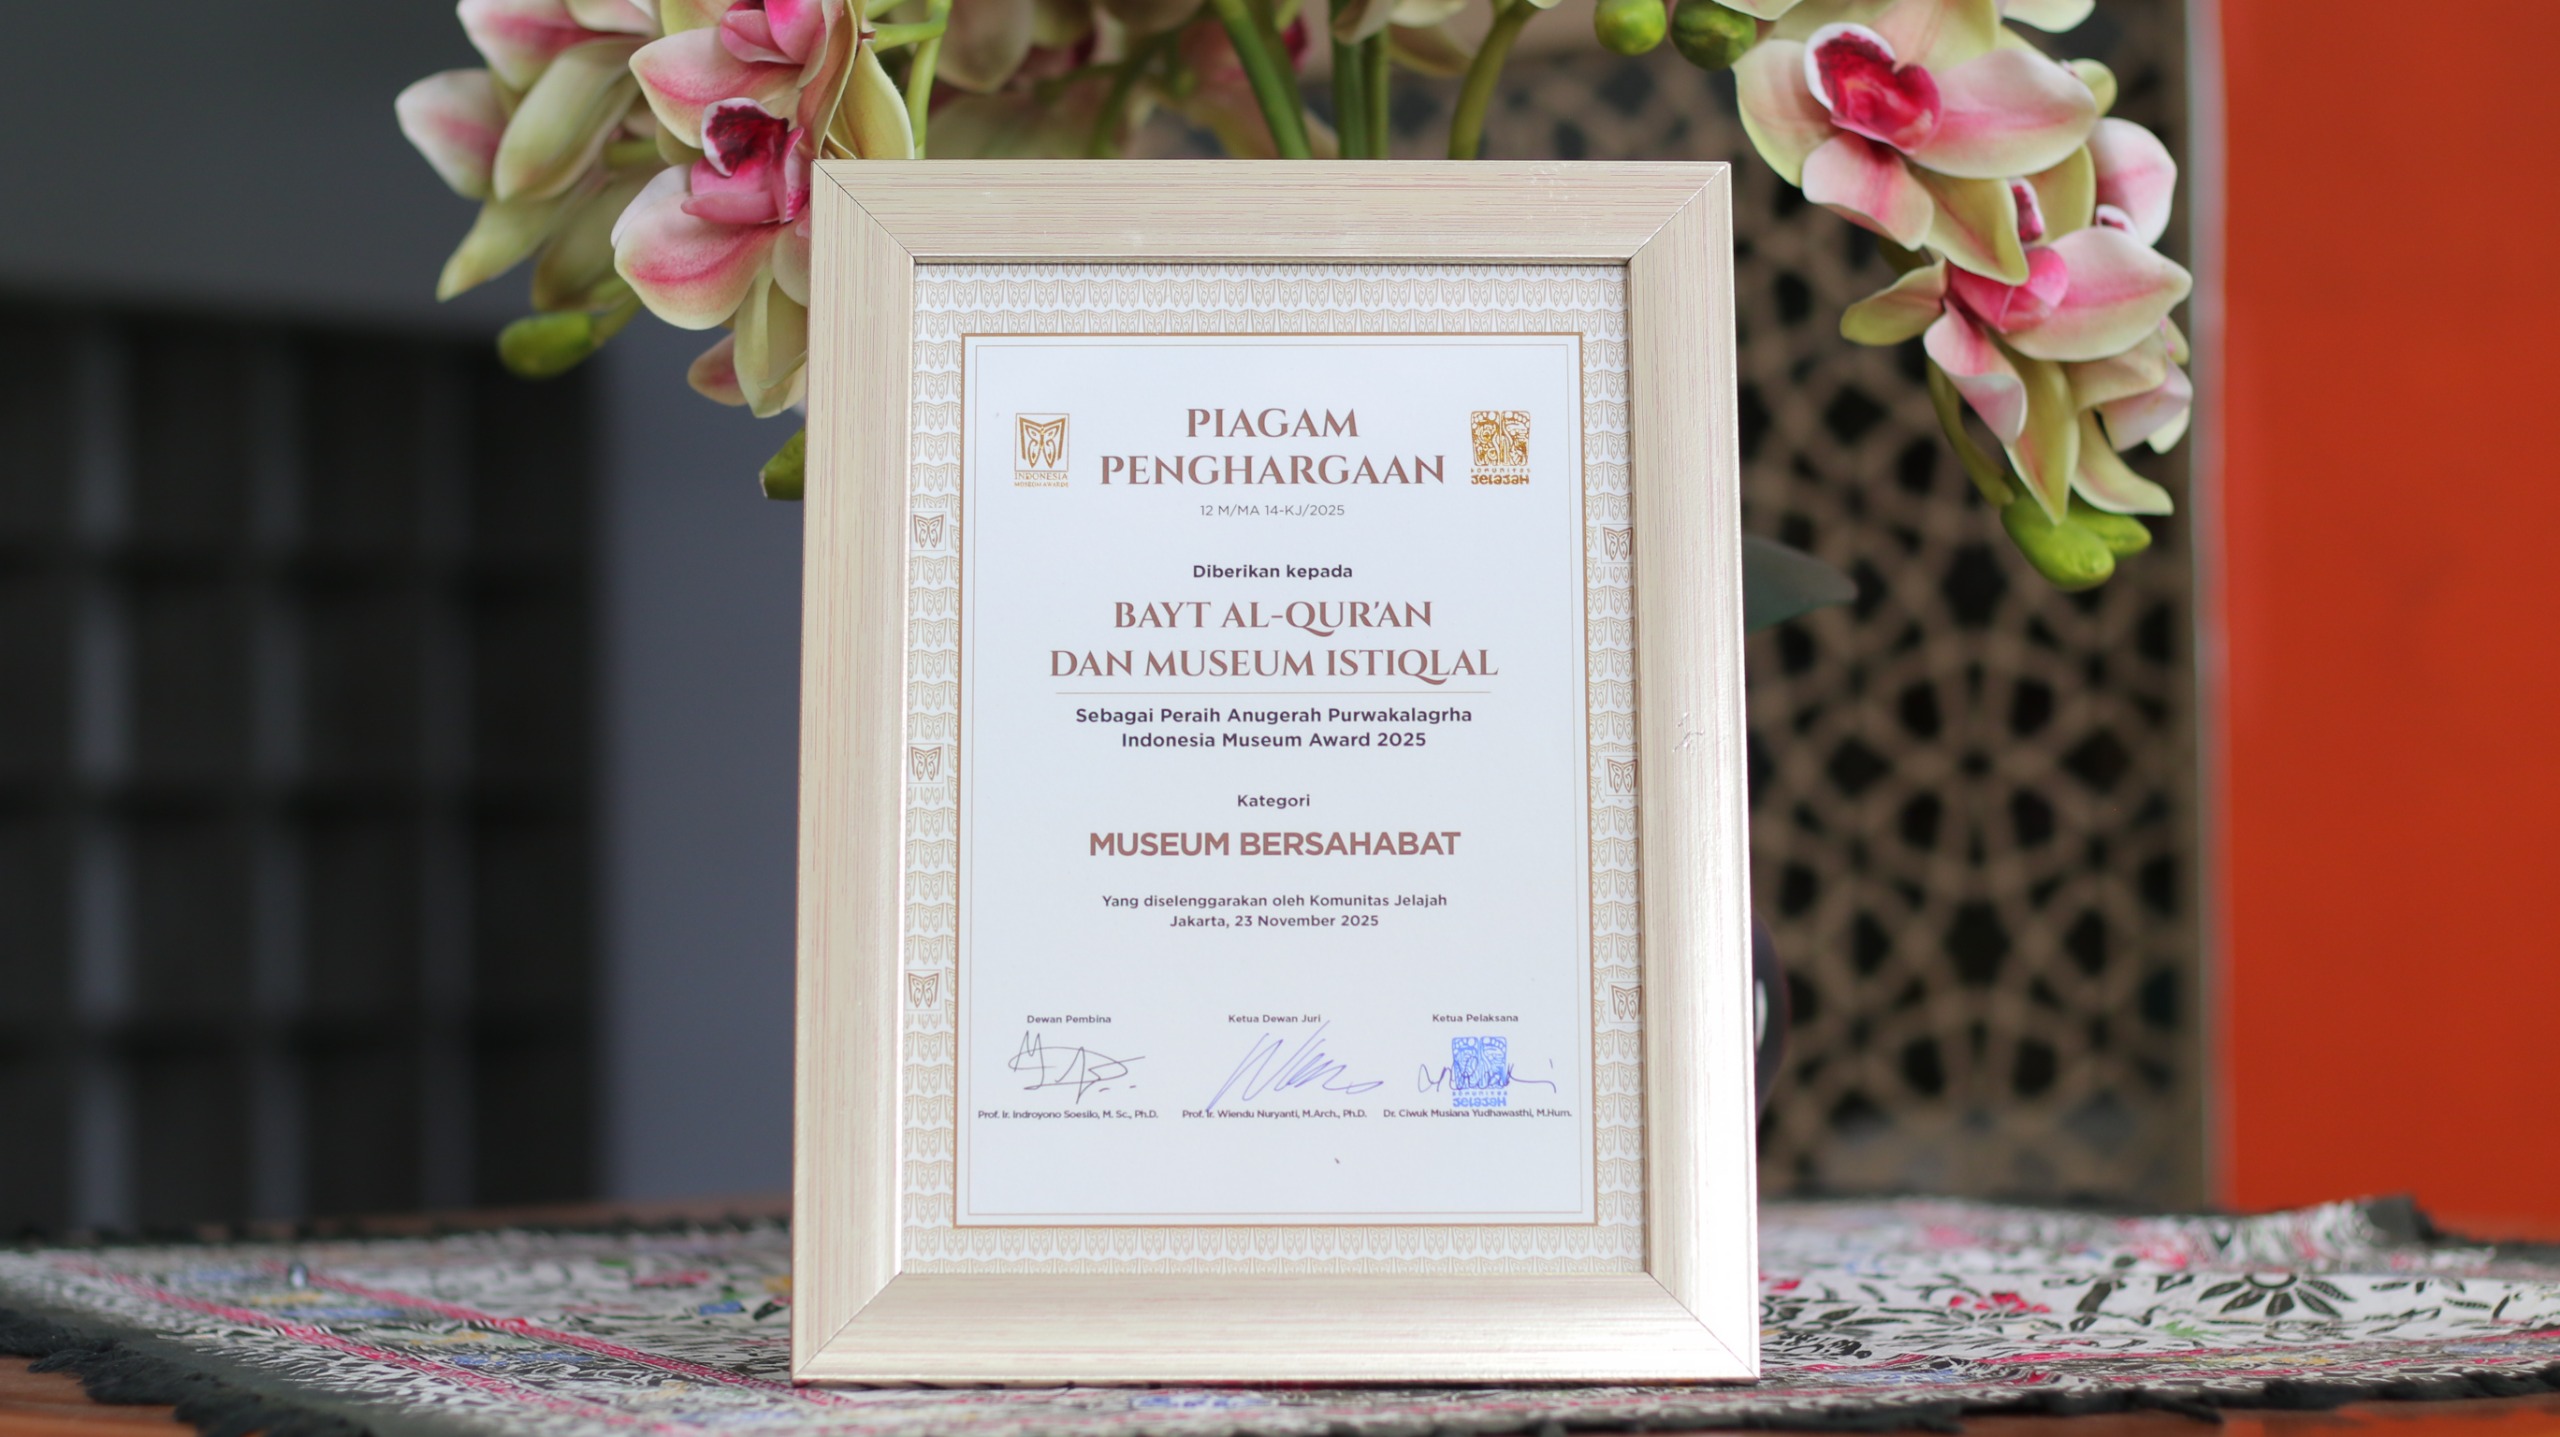 PIAGAM
PENGHARGAAN
INDONESIA
MUSEUM AWARDS
KOMUNITAS
JELAJAH
12 M/MA 14-KJ/2025
Diberikan kepada
BAYT AL-QUR'AN
DAN MUSEUM ISTIQLAL
Sebagai Peraih Anugerah Purwakalagrha
Indonesia Museum Award 2025
Kategori
MUSEUM BERSAHABAT
Yang diselenggarakan oleh Komunitas Jelajah
Jakarta, 23 November 2025
Dewan Pembina
Ketua Dewan Juri
Ketua Pelaksana
KOMUNITAS
JELAJAH
Prof. Ir. Indroyono Soesilo, M. Sc., Ph.D.
Prof. Ir. Wiendu Nuryanti, M.Arch., Ph.D.
Dr. Ciwuk Musiana Yudhawasthi, M.Hum.